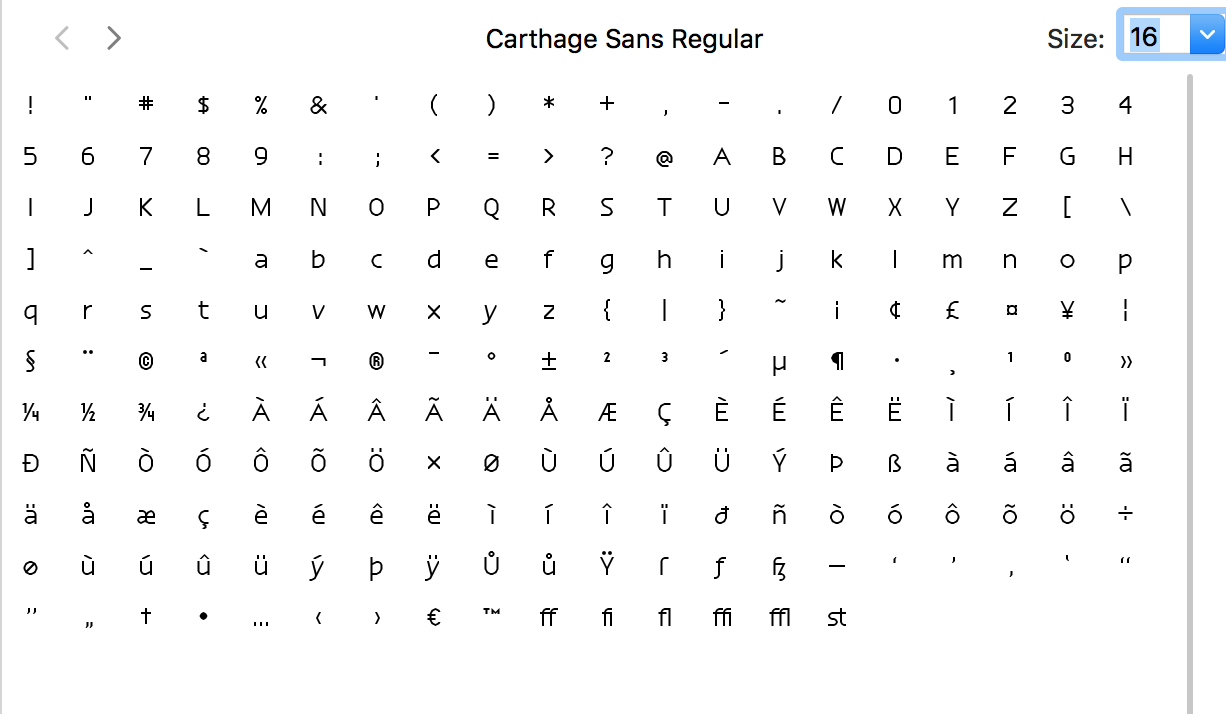 Carthage Sans Regular Size: 16
! " # $ % & ' ( ) * + , - . / 0 1 2 3 4
5 6 7 8 9 : ; < = > ? @ A B C D E F G H
I J K L M N O P Q R S T U V W X Y Z [ \
] ^ _ ` a b c d e f g h i j k l m n o p
q r s t u v w x y z { | } ~ ¡ ¢ £ ¤ ¥ ¦
§ ¨ © ª « ¬ ® ¯ ° ± ² ³ ´ µ ¶ · ¸ ¹ º »
¼ ½ ¾ ¿ À Á Â Ã Ä Å Æ Ç È É Ê Ë Ì Í Î Ï
Ð Ñ Ò Ó Ô Õ Ö × Ø Ù Ú Û Ü Ý Þ ß à á â ã
ä å æ ç è é ê ë ì í î ï ð ñ ò ó ô õ ö ÷
ø ù ú û ü ý þ ÿ Ů ů Ÿ ſ ƒ ꜩ — ‘ ’ ‚ ‛ “
” „ † • … ‹ › € ™ ff fi fl ffi ffl st